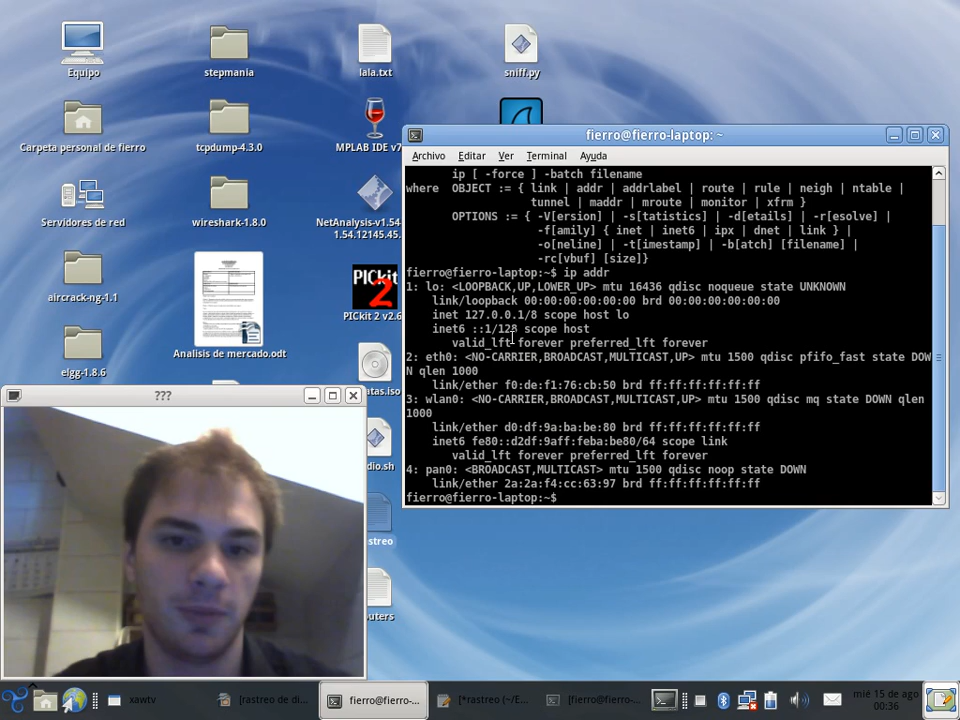 Equipo
stepmania
lala.txt
sniff.py
Carpeta personal de fierro
tcpdump-4.3.0
MPLAB IDE v7
Servidores de red
wireshark-1.8.0
NetAnalysis-v1.54-
1.54.12145.45.
aircrack-ng-1.1
Analisis de mercado.odt
PICkit
2
PICkit 2 v2.6
elgg-1.8.6
atas.iso
dio.sh
streo
uters
fierro@fierro-laptop: ~
Archivo Editar Ver Terminal Ayuda
ip [ -force ] -batch filename
where OBJECT := { link | addr | addrlabel | route | rule | neigh | ntable |
tunnel | maddr | mroute | monitor | xfrm }
OPTIONS := { -V[ersion] | -s[tatistics] | -d[etails] | -r[esolve] |
-f[amily] { inet | inet6 | ipx | dnet | link } |
-o[neline] | -t[imestamp] | -b[atch] [filename] |
-rc[vbuf] [size]}
fierro@fierro-laptop:~$ ip addr
1: lo: <LOOPBACK,UP,LOWER_UP> mtu 16436 qdisc noqueue state UNKNOWN
link/loopback 00:00:00:00:00:00 brd 00:00:00:00:00:00
inet 127.0.0.1/8 scope host lo
inet6 ::1/128 scope host
valid_lft forever preferred_lft forever
2: eth0: <NO-CARRIER,BROADCAST,MULTICAST,UP> mtu 1500 qdisc pfifo_fast state DOW
N qlen 1000
link/ether f0:de:f1:76:cb:50 brd ff:ff:ff:ff:ff:ff
3: wlan0: <NO-CARRIER,BROADCAST,MULTICAST,UP> mtu 1500 qdisc mq state DOWN qlen
1000
link/ether d0:df:9a:ba:be:80 brd ff:ff:ff:ff:ff:ff
inet6 fe80::d2df:9aff:feba:be80/64 scope link
valid_lft forever preferred_lft forever
4: pan0: <BROADCAST,MULTICAST> mtu 1500 qdisc noop state DOWN
link/ether 2a:2a:f4:cc:63:97 brd ff:ff:ff:ff:ff:ff
fierro@fierro-laptop:~$
???
xawtv
[rastreo de di...
fierro@fierro-...
[*rastreo (~/E...
[fierro@fierro-...
mié 15 de ago
00:36